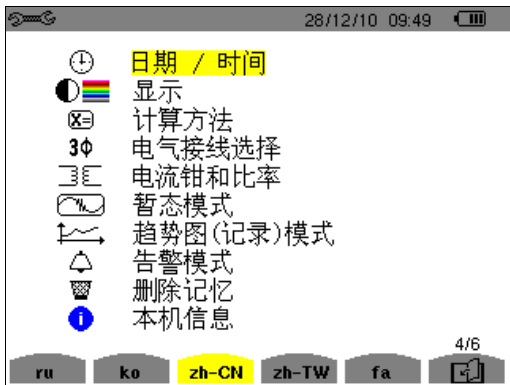 28/12/10 09:49
日期 / 时间
显示
X=
计算方法
3Φ
电气接线选择
电流钳和比率
暂态模式
趋势图(记录)模式
告警模式
删除记忆
i
本机信息
4/6
ru ko zh-CN zh-TW fa